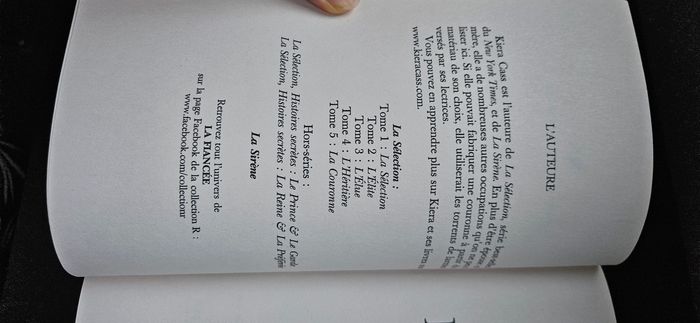 L'AUTEURE
Kiera Cass est l'auteure de La Sélection, série
du New York Times, et de La Sirène. En plus d'être
mère, elle a de nombreuses autres occupations qu'on ne
lister ici. Si elle pouvait fabriquer une couronne à
matériau de son choix, elle utiliserait les torrents de
versés par ses lectrices.
Vous pouvez en apprendre plus sur Kiera et ses
www.kieracass.com.
La Sélection :
Tome 1 : La Sélection
Tome 2 : L'Élite
Tome 3 : L'Élue
Tome 4 : L'Héritière
Tome 5 : La Couronne
Hors-séries :
La Sélection, Histoires secrètes : Le Prince & Le Garde
La Sélection, Histoires secrètes : La Reine & La
La Sirène
Retrouvez tout l'univers de
LA FIANCÉE
sur la page Facebook de la collection R :
www.facebook.com/collectionr